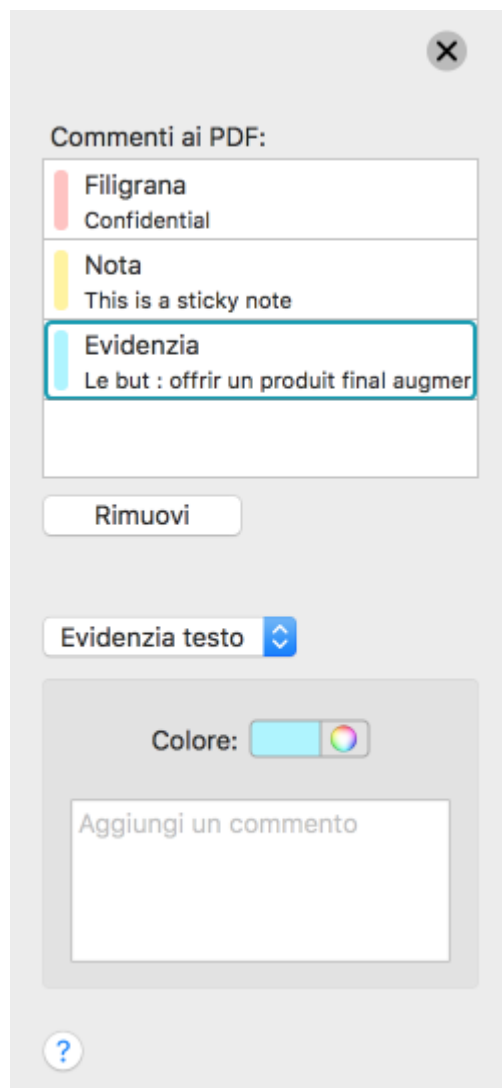 Commenti ai PDF:
Filigrana
Confidential
Nota
This is a sticky note
Evidenzia
Le but : offrir un produit final augmer
Rimuovi
Evidenzia testo
Colore:
Aggiungi un commento
?